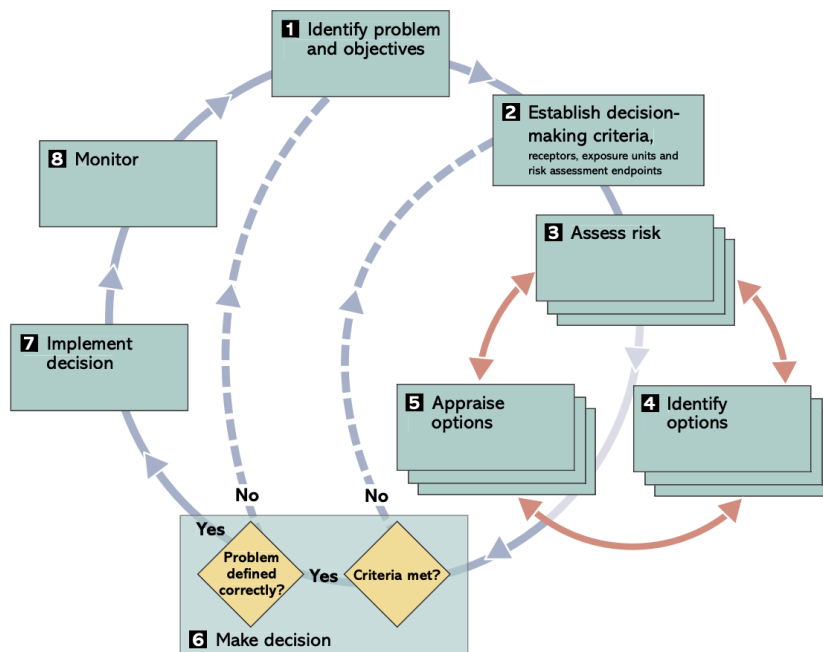 1 Identify problem
and objectives
2 Establish decision-
making criteria,
receptors, exposure units and
risk assessment endpoints
3 Assess risk
4 Identify
options
5 Appraise
options
No
No
Yes
Problem
defined
correctly?
Yes
Criteria met?
6 Make decision
7 Implement
decision
8 Monitor